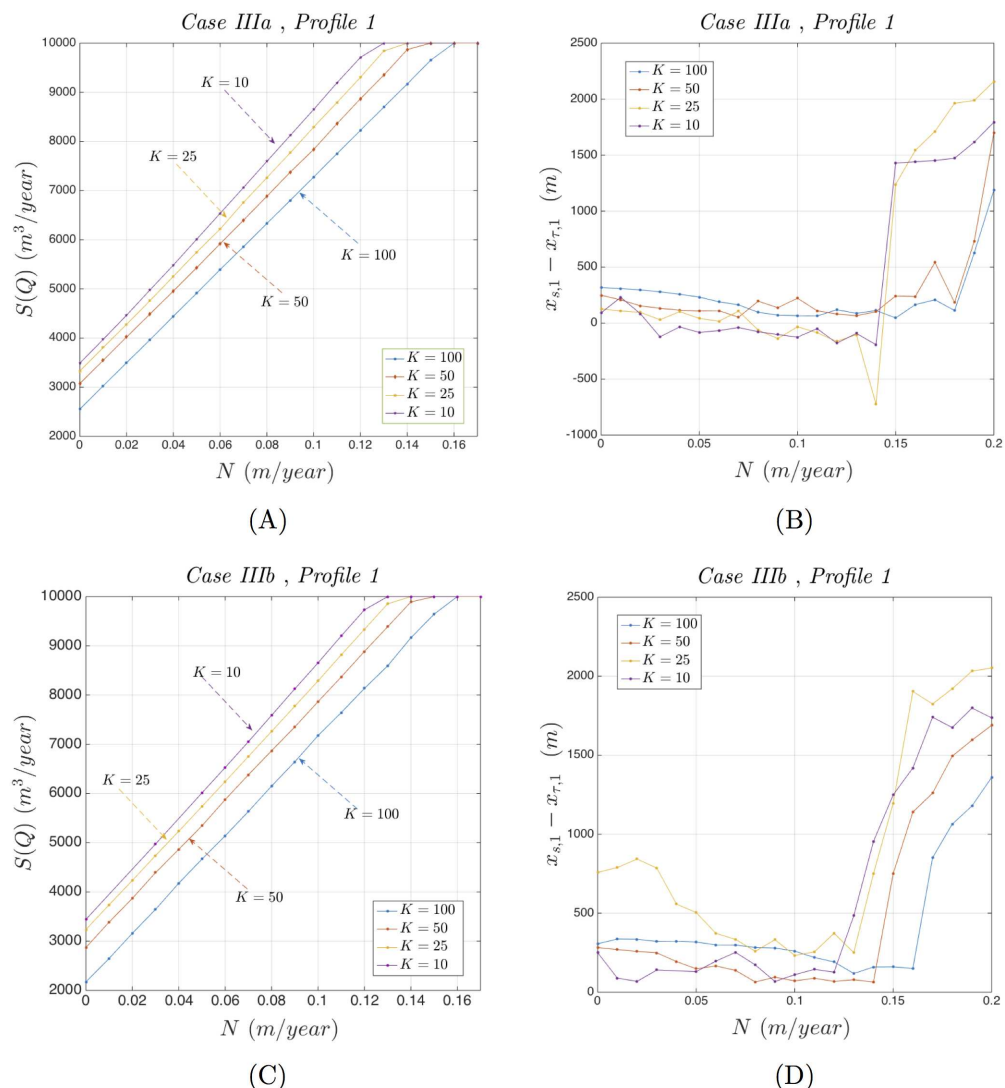 Case IIIa , Profile 1
10000
9000
8000
7000
6000
5000
4000
3000
2000
S(Q) (m³/year)
K = 10
K = 25
K = 100
K = 50
K = 100
K = 50
K = 25
K = 10
0 0.02 0.04 0.06 0.08 0.1 0.12 0.14 0.16
N (m/year)
(A)
Case IIIa , Profile 1
2500
2000
1500
1000
500
0
-500
-1000
x_{s,1} − x_{τ,1} (m)
K = 100
K = 50
K = 25
K = 10
0 0.05 0.1 0.15 0.2
N (m/year)
(B)
Case IIIb , Profile 1
10000
9000
8000
7000
6000
5000
4000
3000
2000
S(Q) (m³/year)
K = 10
K = 25
K = 100
K = 50
K = 100
K = 50
K = 25
K = 10
0 0.02 0.04 0.06 0.08 0.1 0.12 0.14 0.16
N (m/year)
(C)
Case IIIb , Profile 1
2500
2000
1500
1000
500
0
x_{s,1} − x_{τ,1} (m)
K = 100
K = 50
K = 25
K = 10
0 0.05 0.1 0.15 0.2
N (m/year)
(D)